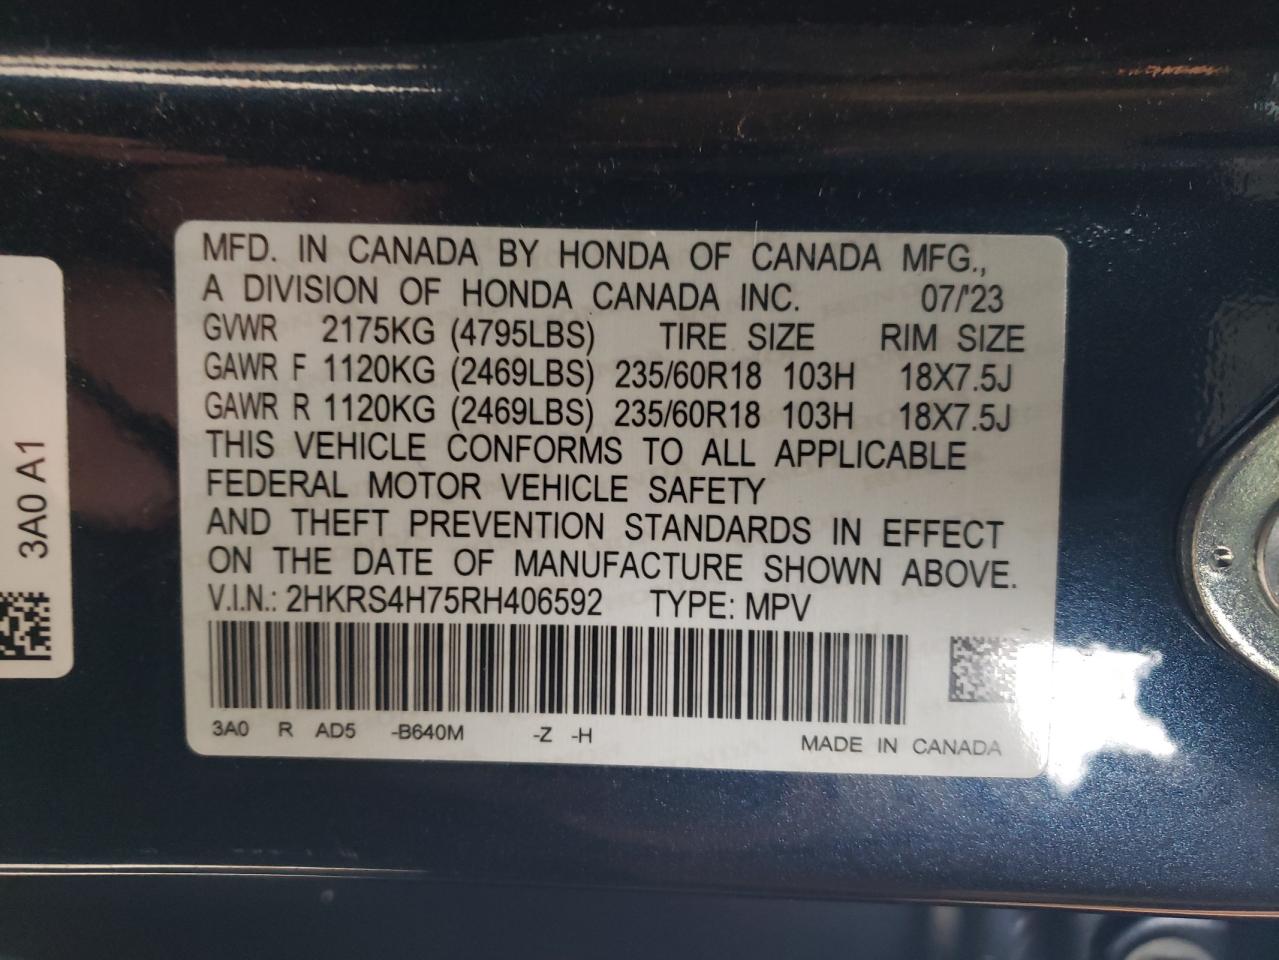 MFD. IN CANADA BY HONDA OF CANADA MFG.,
A DIVISION OF HONDA CANADA INC. 07/'23
GVWR 2175KG (4795LBS) TIRE SIZE RIM SIZE
GAWR F 1120KG (2469LBS) 235/60R18 103H 18X7.5J
GAWR R 1120KG (2469LBS) 235/60R18 103H 18X7.5J
THIS VEHICLE CONFORMS TO ALL APPLICABLE
FEDERAL MOTOR VEHICLE SAFETY
AND THEFT PREVENTION STANDARDS IN EFFECT
ON THE DATE OF MANUFACTURE SHOWN ABOVE.
V.I.N.: 2HKRS4H75RH406592 TYPE: MPV
3A0 R AD5 -B640M -Z -H
MADE IN CANADA
3A0 A1